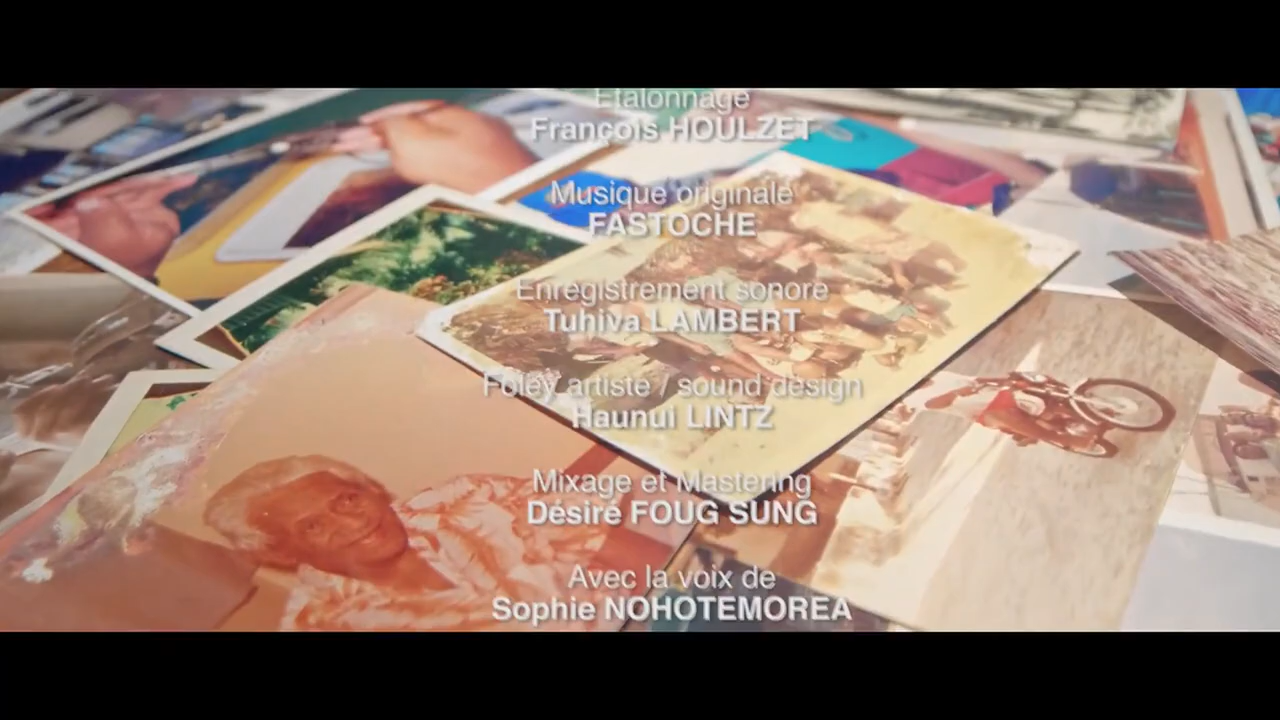 Etalonnage
François HOULZET
Musique originale
FASTOCHE
Enregistrement sonore
Tuhiva LAMBERT
Foley artiste / sound design
Haunui LINTZ
Mixage et Mastering
Désiré FOUG SUNG
Avec la voix de
Sophie NOHOTEMOREA